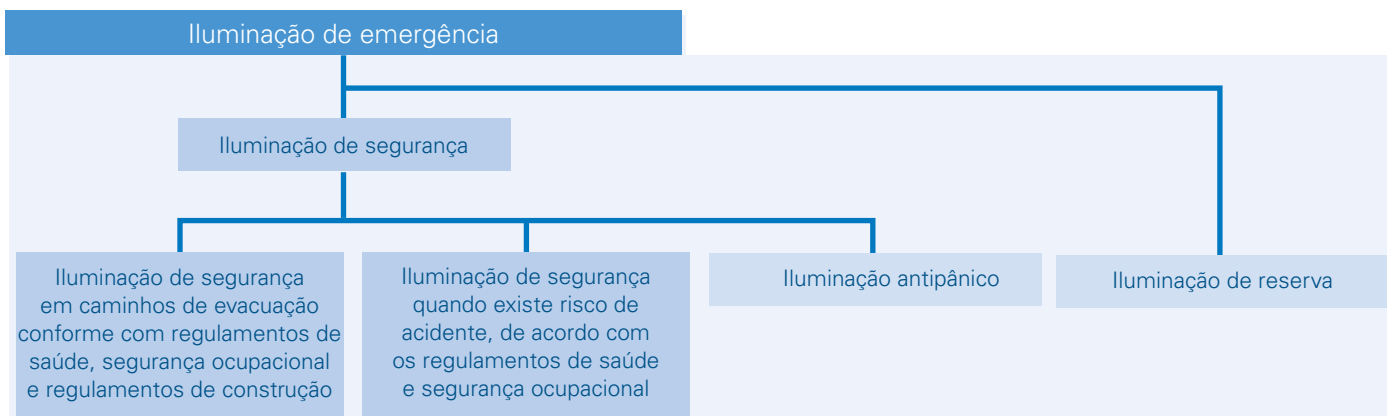 Iluminação de emergência
Iluminação de segurança
Iluminação de segurança
em caminhos de evacuação
conforme com regulamentos de
saúde, segurança ocupacional
e regulamentos de construção
Iluminação de segurança
quando existe risco de
acidente, de acordo com
os regulamentos de saúde
e segurança ocupacional
Iluminação antipânico
Iluminação de reserva